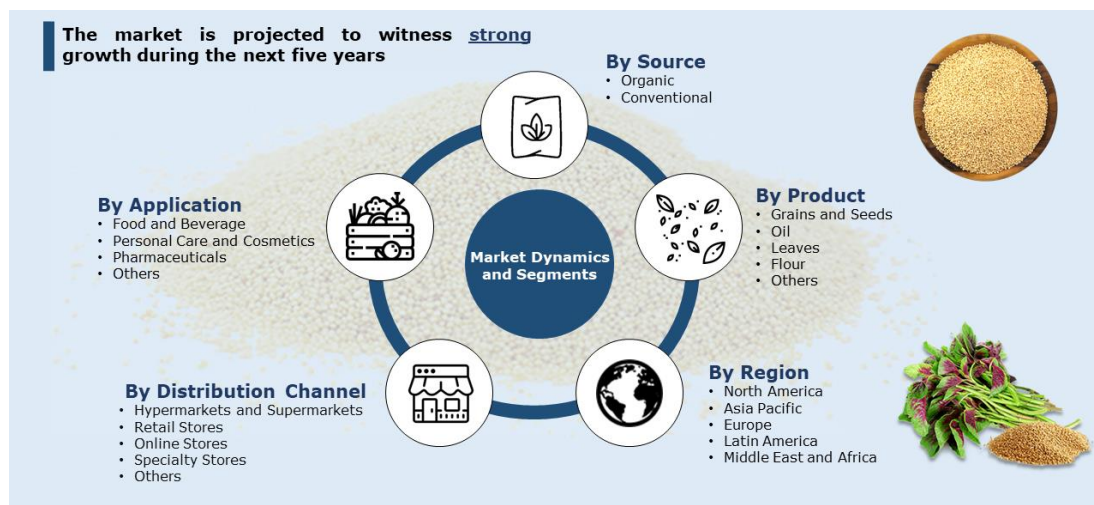 The market is projected to witness strong
growth during the next five years
By Source
• Organic
• Conventional
By Application
• Food and Beverage
• Personal Care and Cosmetics
• Pharmaceuticals
• Others
By Product
• Grains and Seeds
• Oil
• Leaves
• Flour
• Others
Market Dynamics
and Segments
By Distribution Channel
• Hypermarkets and Supermarkets
• Retail Stores
• Online Stores
• Specialty Stores
• Others
By Region
• North America
• Asia Pacific
• Europe
• Latin America
• Middle East and Africa